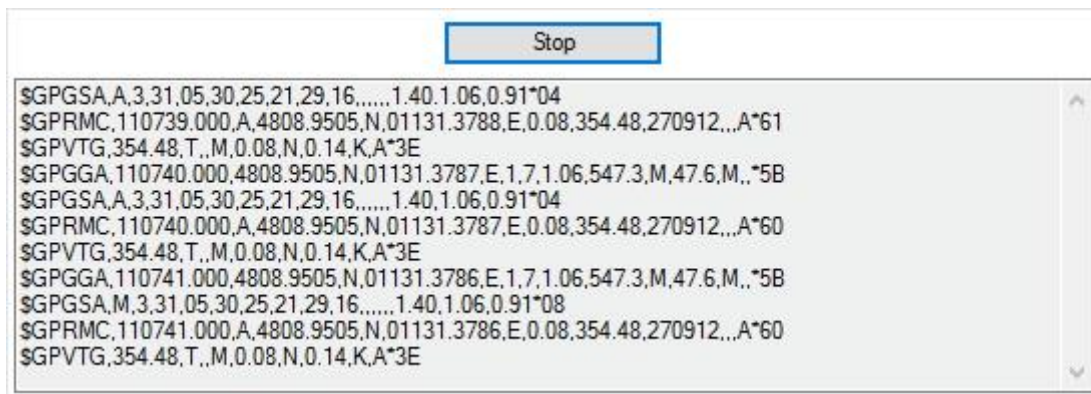 Stop
$GPGSA,A,3,31,05,30,25,21,29,16,,,,,,1.40.1.06,0.91*04
$GPRMC,110739.000,A,4808.9505,N,01131.3788,E,0.08,354.48,270912,,,A*61
$GPVTG,354.48,T,,M,0.08,N,0.14,K,A*3E
$GPGGA,110740.000,4808.9505,N,01131.3787,E,1,7,1.06,547.3,M,47.6,M,,*5B
$GPGSA,A,3,31,05,30,25,21,29,16,,,,,,1.40,1.06,0.91*04
$GPRMC,110740.000,A,4808.9505,N,01131.3787,E,0.08,354.48,270912,,,A*60
$GPVTG,354.48,T,,M,0.08,N,0.14,K,A*3E
$GPGGA,110741.000,4808.9505,N,01131.3786,E,1,7,1.06,547.3,M,47.6,M,,*5B
$GPGSA,M,3,31,05,30,25,21,29,16,,,,,,1.40,1.06,0.91*08
$GPRMC,110741.000,A,4808.9505,N,01131.3786,E,0.08,354.48,270912,,,A*60
$GPVTG,354.48,T,,M,0.08,N,0.14,K,A*3E